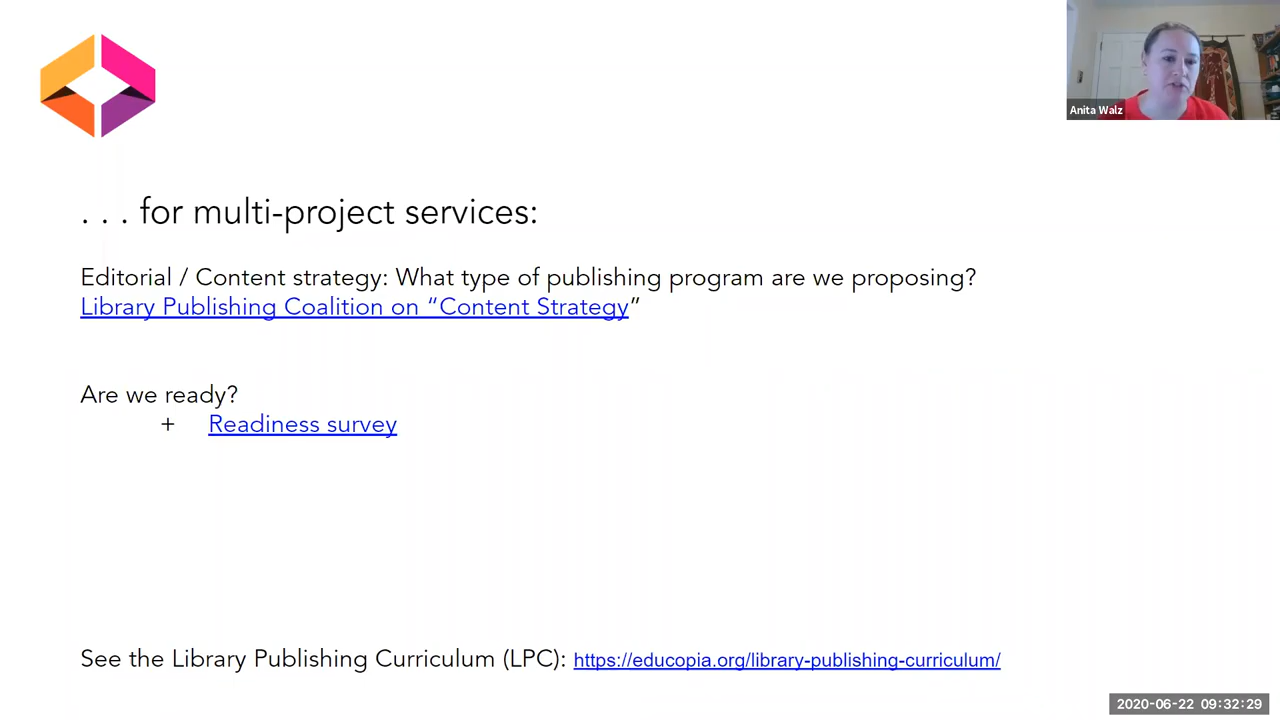 Anita Walz
. . . for multi-project services:
Editorial / Content strategy: What type of publishing program are we proposing?
Library Publishing Coalition on “Content Strategy”
Are we ready?
+ Readiness survey
See the Library Publishing Curriculum (LPC): https://educopia.org/library-publishing-curriculum/
2020-06-22 09:32:29